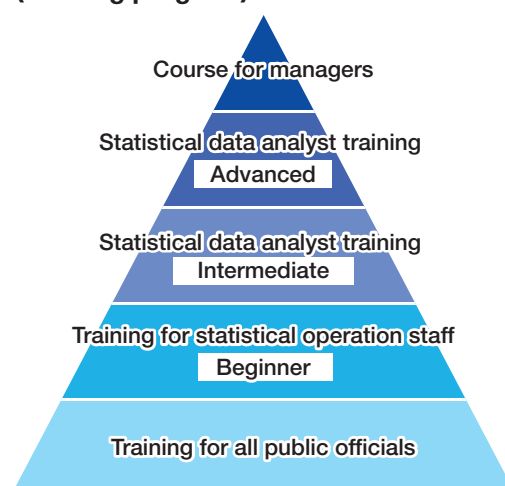 Course for managers
Statistical data analyst training
Advanced
Statistical data analyst training
Intermediate
Training for statistical operation staff
Beginner
Training for all public officials